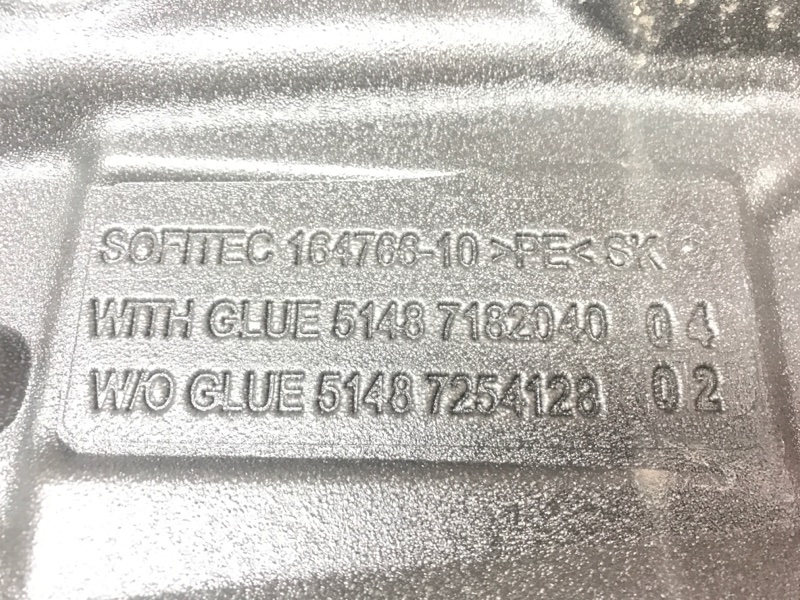 SOFITEC 164766-10 >PE< SK
WITH GLUE 5148 7182040 04
W/O GLUE 5148 7254128 02